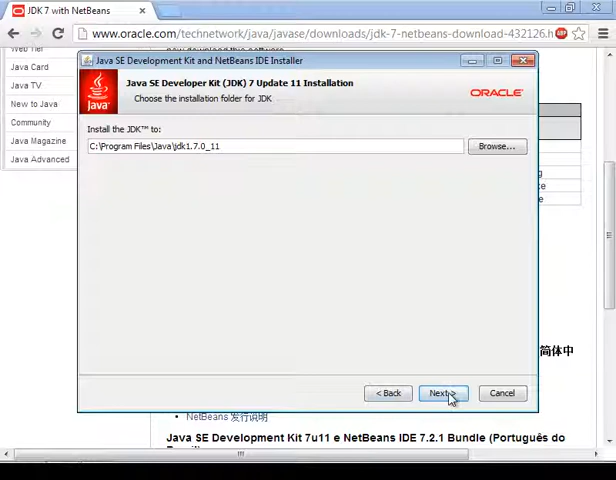 JDK 7 with NetBeans
www.oracle.com/technetwork/java/javase/downloads/jdk-7-netbeans-download-432126.h
ABP
Java Card
Java TV
New to Java
Community
Java Magazine
Java Advanced
Java SE Development Kit and NetBeans IDE Installer
Java
Java SE Developer Kit (JDK) 7 Update 11 Installation
Choose the installation folder for JDK
ORACLE
Install the JDK™ to:
C:\Program Files\Java\jdk1.7.0_11
Browse...
< Back
Next >
Cancel
简体中
NetBeans 发行说明
Java SE Development Kit 7u11 e NetBeans IDE 7.2.1 Bundle (Português do